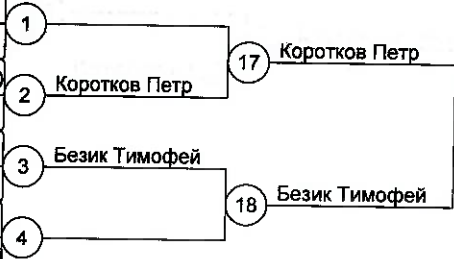 1
17 Коротков Петр
2 Коротков Петр
3 Безик Тимофей
18 Безик Тимофей
4